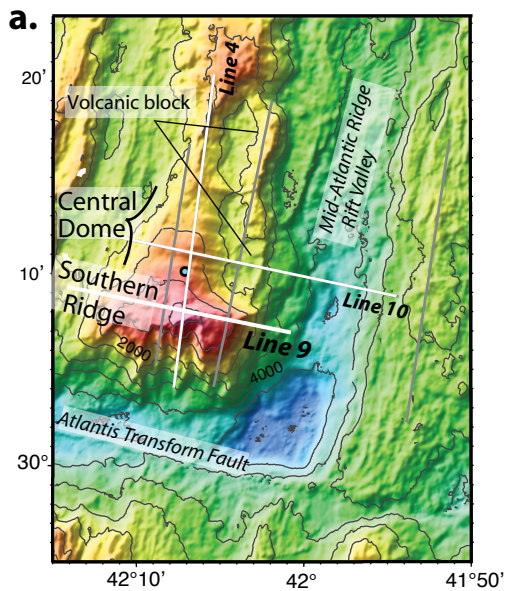 a.
20'
Line 4
Volcanic block
Mid-Atlantic Ridge
Rift Valley
Central
Dome
10'
Southern
Ridge
Line 10
Line 9
2000
4000
Atlantis Transform Fault
30°
42°10'
42°
41°50'